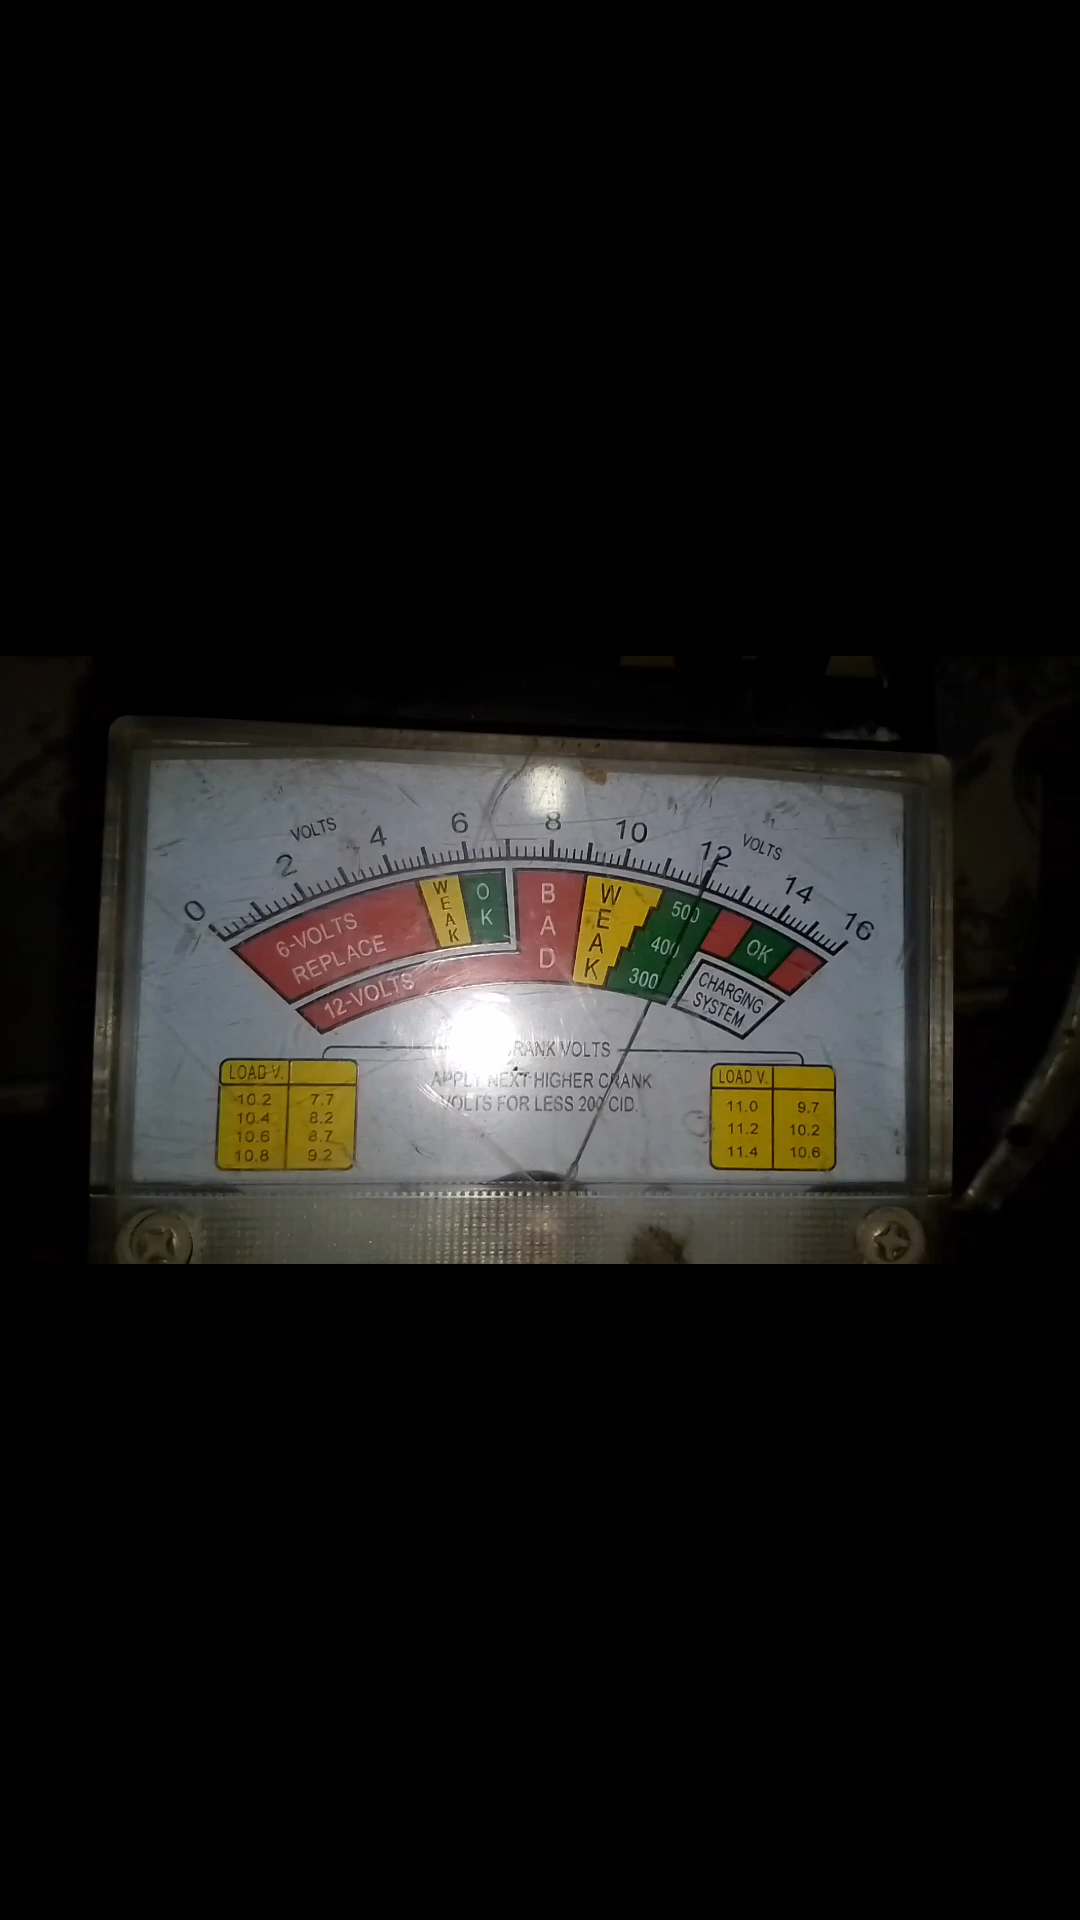 0 2 4 6 8 10 12 14 16
VOLTS VOLTS
6-VOLTS
REPLACE
WEAK
OK
12-VOLTS
BAD
WEAK
500
400
300
OK
CHARGING
SYSTEM
VOLTS
APPLY NEXT HIGHER CRANK
VOLTS FOR LESS 200 CID.
LOAD V.
10.2 7.7
10.4 8.2
10.6 8.7
10.8 9.2
LOAD V.
11.0 9.7
11.2 10.2
11.4 10.6